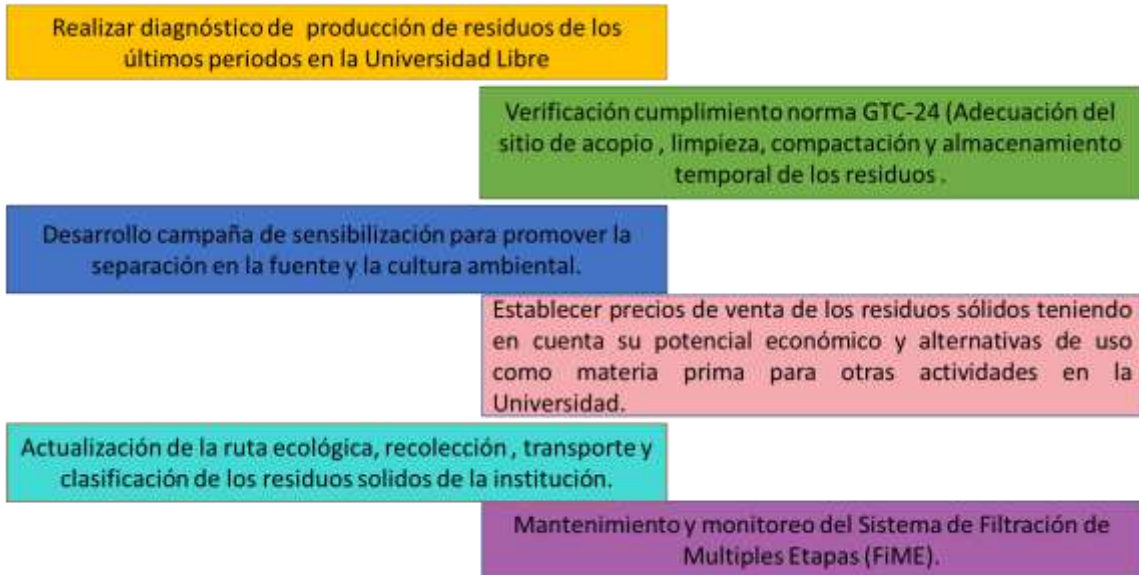 Realizar diagnóstico de producción de residuos de los
últimos periodos en la Universidad Libre
Verificación cumplimiento norma GTC-24 (Adecuación del
sitio de acopio , limpieza, compactación y almacenamiento
temporal de los residuos .
Desarrollo campaña de sensibilización para promover la
separación en la fuente y la cultura ambiental.
Establecer precios de venta de los residuos sólidos teniendo
en cuenta su potencial económico y alternativas de uso
como materia prima para otras actividades en la
Universidad.
Actualización de la ruta ecológica, recolección , transporte y
clasificación de los residuos solidos de la institución.
Mantenimiento y monitoreo del Sistema de Filtración de
Multiples Etapas (FiME).